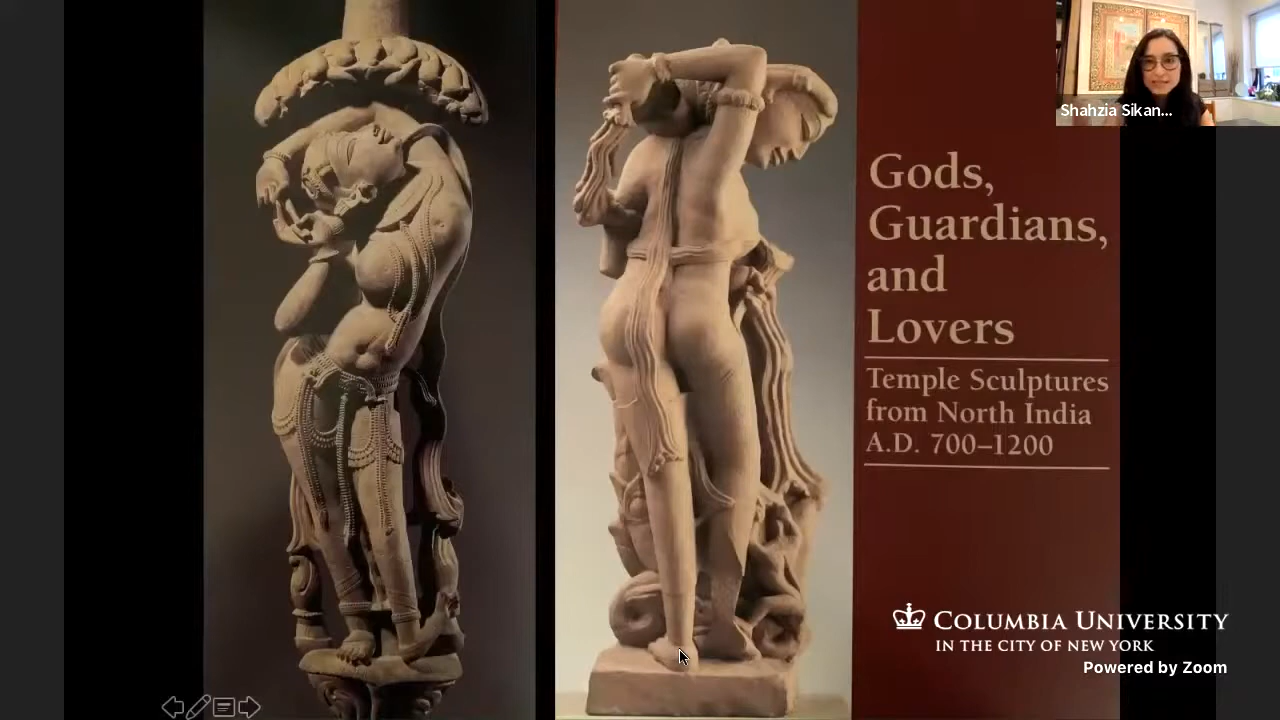 Shahzia Sikan...
Gods,
Guardians,
and
Lovers
Temple Sculptures
from North India
A.D. 700–1200
COLUMBIA UNIVERSITY
IN THE CITY OF NEW YORK
Powered by Zoom